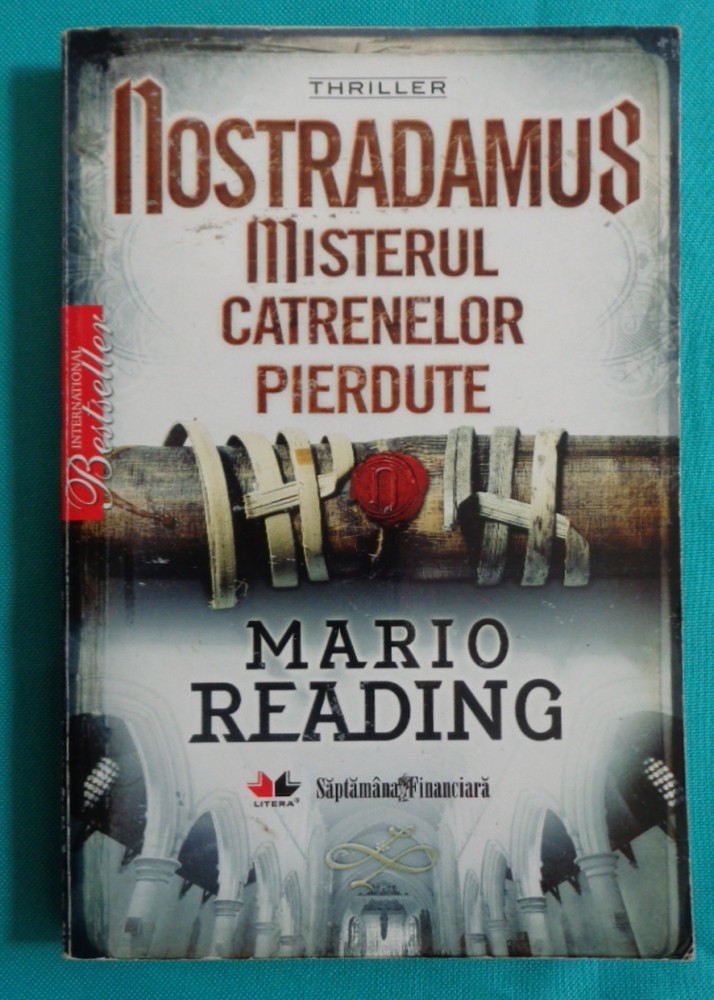 THRILLER
NOSTRADAMUS
MISTERUL
CATRENELOR
PIERDUTE
INTERNATIONAL
Bestseller
n
MARIO
READING
LITERA®
Săptămâna Financiară